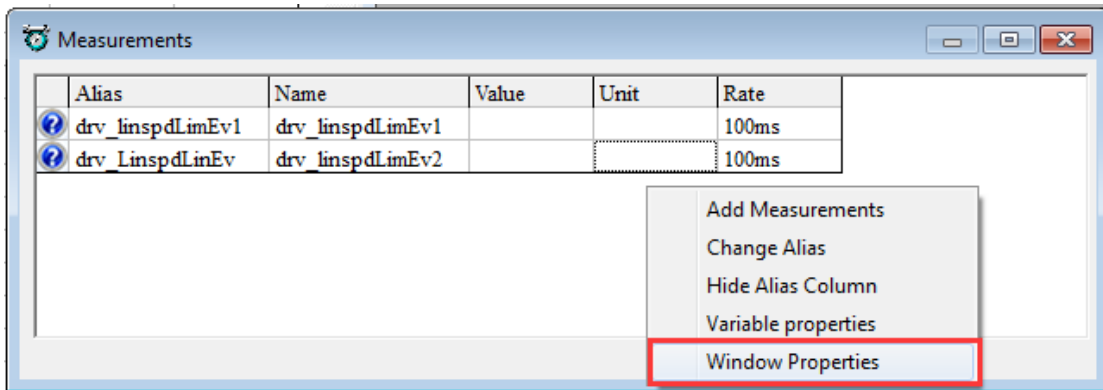 Measurements
Alias Name Value Unit Rate
drv_linspdLimEv1 drv_linspdLimEv1 100ms
drv_LinspdLinEv drv_linspdLimEv2 100ms
Add Measurements
Change Alias
Hide Alias Column
Variable properties
Window Properties